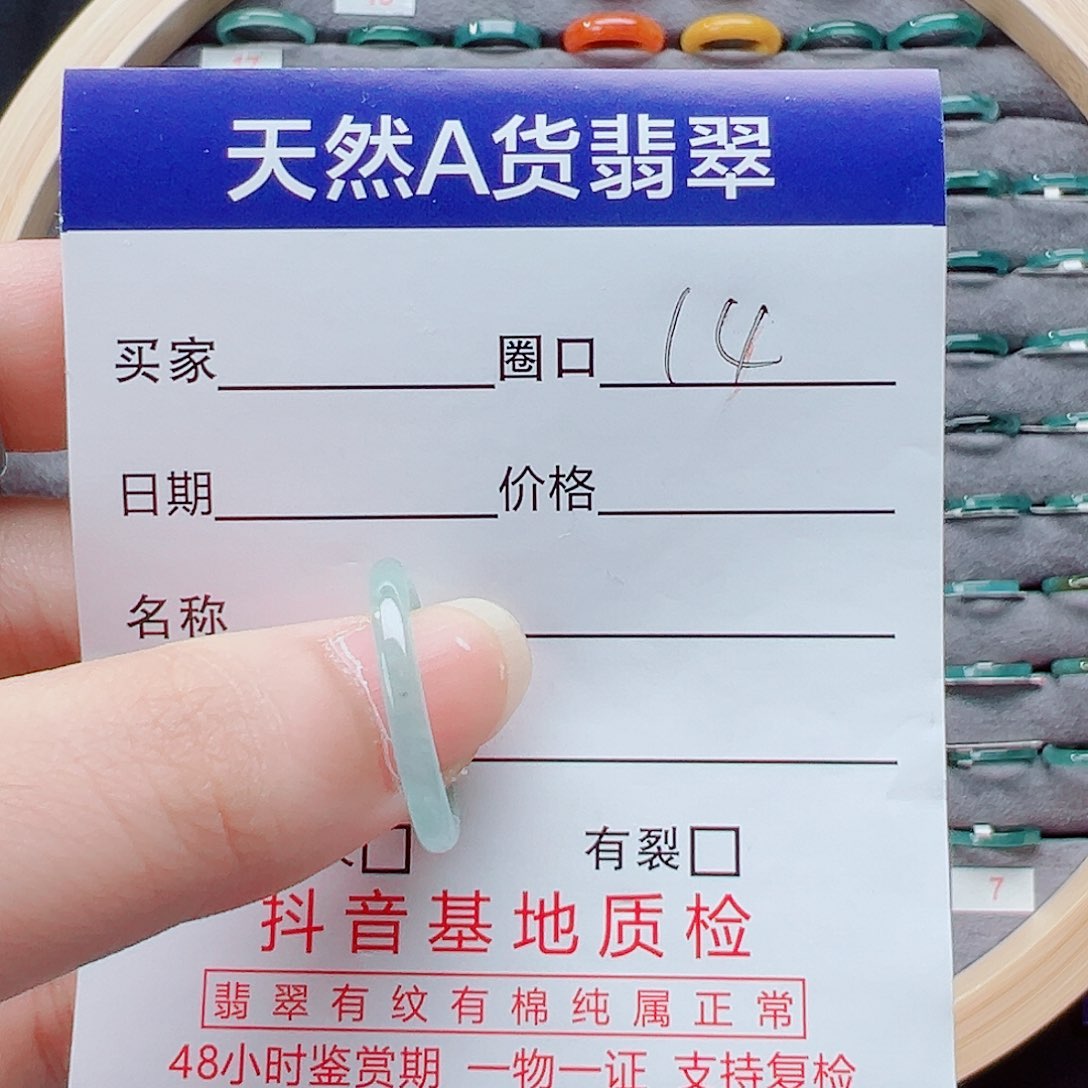 天然A货翡翠
买家 圈口 14
日期 价格
名称
有裂
抖音基地质检
翡翠有纹有棉纯属正常
48小时鉴赏期 一物一证 支持复检
7